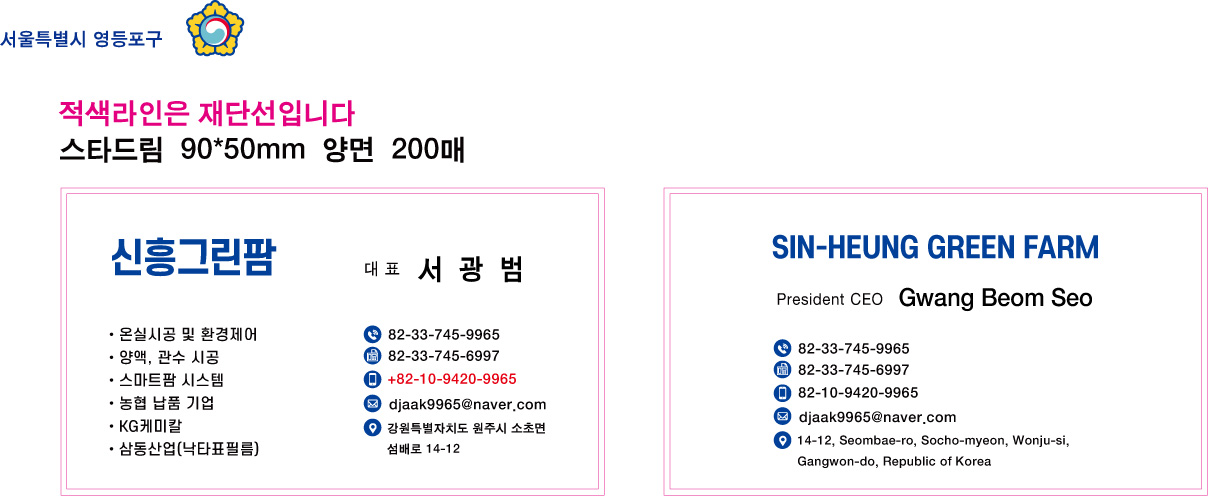 서울특별시 영등포구
적색라인은 재단선입니다
스타드림 90*50mm 양면 200매
신흥그린팜
대 표 서 광 범
• 온실시공 및 환경제어
• 양액, 관수 시공
• 스마트팜 시스템
• 농협 납품 기업
• KG케미칼
• 삼동산업(낙타표필름)
82-33-745-9965
82-33-745-6997
+82-10-9420-9965
djaak9965@naver.com
강원특별자치도 원주시 소초면
섬배로 14-12
SIN-HEUNG GREEN FARM
President CEO Gwang Beom Seo
82-33-745-9965
82-33-745-6997
82-10-9420-9965
djaak9965@naver.com
14-12, Seombae-ro, Socho-myeon, Wonju-si,
Gangwon-do, Republic of Korea